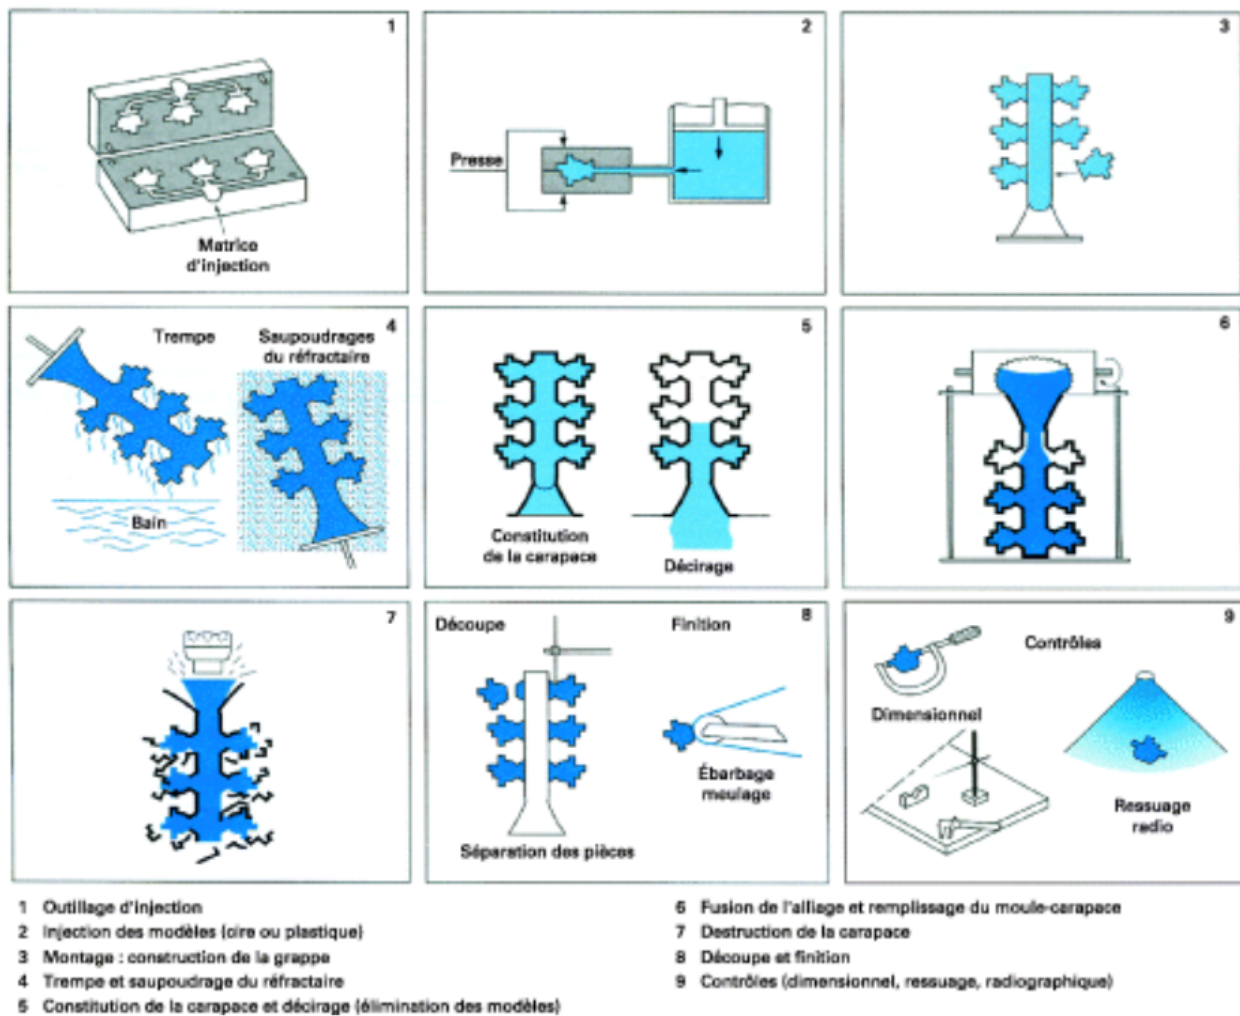 1
Matrice
d'injection
2
Presse
3
4
Trempe
Bain
Saupoudrages
du réfractaire
5
Constitution
de la carapace
Décirage
6
7
8
Découpe
Finition
Ébarbage
meulage
Séparation des pièces
9
Contrôles
Dimensionnel
Ressuage
radio
1 Outillage d'injection
2 Injection des modèles (cire ou plastique)
3 Montage : construction de la grappe
4 Trempe et saupoudrage du réfractaire
5 Constitution de la carapace et décirage (élimination des modèles)
6 Fusion de l'alliage et remplissage du moule-carapace
7 Destruction de la carapace
8 Découpe et finition
9 Contrôles (dimensionnel, ressuage, radiographique)